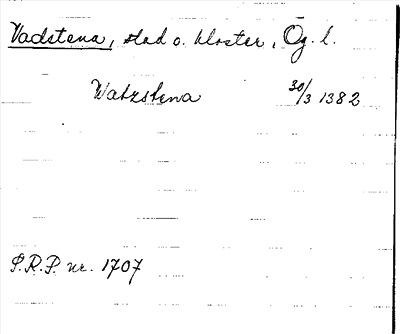 Vadstena, stad o. kloster, Ög. l.
Watzstena 30/3 1382
S.R.P. nr. 1707